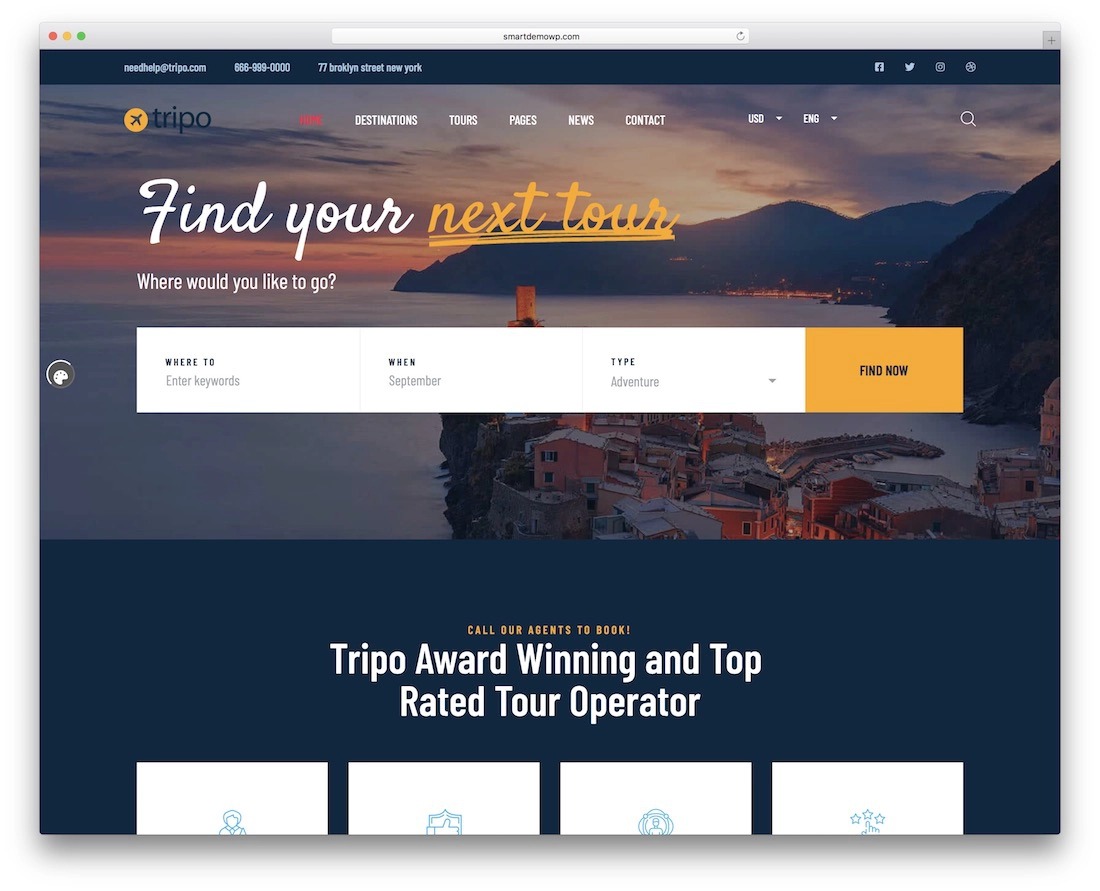 smartdemowp.com
needhelp@tripo.com 666-999-0000 77 broklyn street new york
tripo HOME DESTINATIONS TOURS PAGES NEWS CONTACT USD ENG
Find your next tour
Where would you like to go?
WHERE TO
Enter keywords
WHEN
September
TYPE
Adventure
FIND NOW
CALL OUR AGENTS TO BOOK!
Tripo Award Winning and Top
Rated Tour Operator